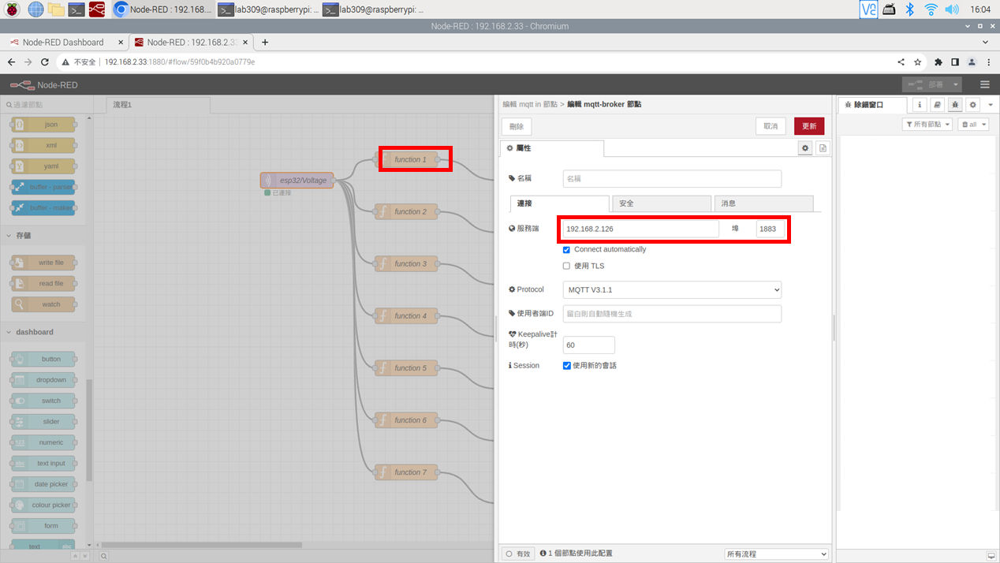 Node-RED : 192.168....
lab309@raspberrypi: ...
lab309@raspberrypi: ...
16:04
Node-RED : 192.168.2.33 - Chromium
Node-RED Dashboard
Node-RED : 192.168.2.33
不安全
192.168.2.33:1880/#flow/59f0b4b920a0779e
Node-RED
部署
過濾節點
流程1
編輯 mqtt in 節點 > 編輯 mqtt-broker 節點
除錯窗口
刪除
取消
更新
所有節點
all
屬性
json
xml
yaml
buffer - parser
buffer - maker
存儲
write file
read file
watch
dashboard
button
dropdown
switch
slider
numeric
text input
date picker
colour picker
form
text
esp32/Voltage
已連接
function 1
function 2
function 3
function 4
function 5
function 6
function 7
名稱
名稱
連接
安全
消息
服務端
192.168.2.126
埠
1883
Connect automatically
使用 TLS
Protocol
MQTT V3.1.1
使用者端ID
留白則自動隨機生成
Keepalive計時(秒)
60
Session
使用新的會話
有效
1 個節點使用此配置
所有流程